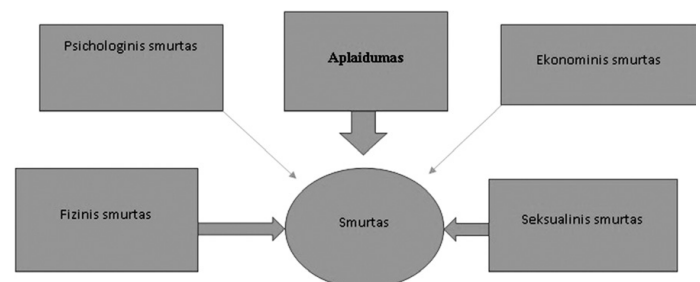 Psichologinis smurtas
Aplaidumas
Ekonominis smurtas
Fizinis smurtas
Smurtas
Seksualinis smurtas